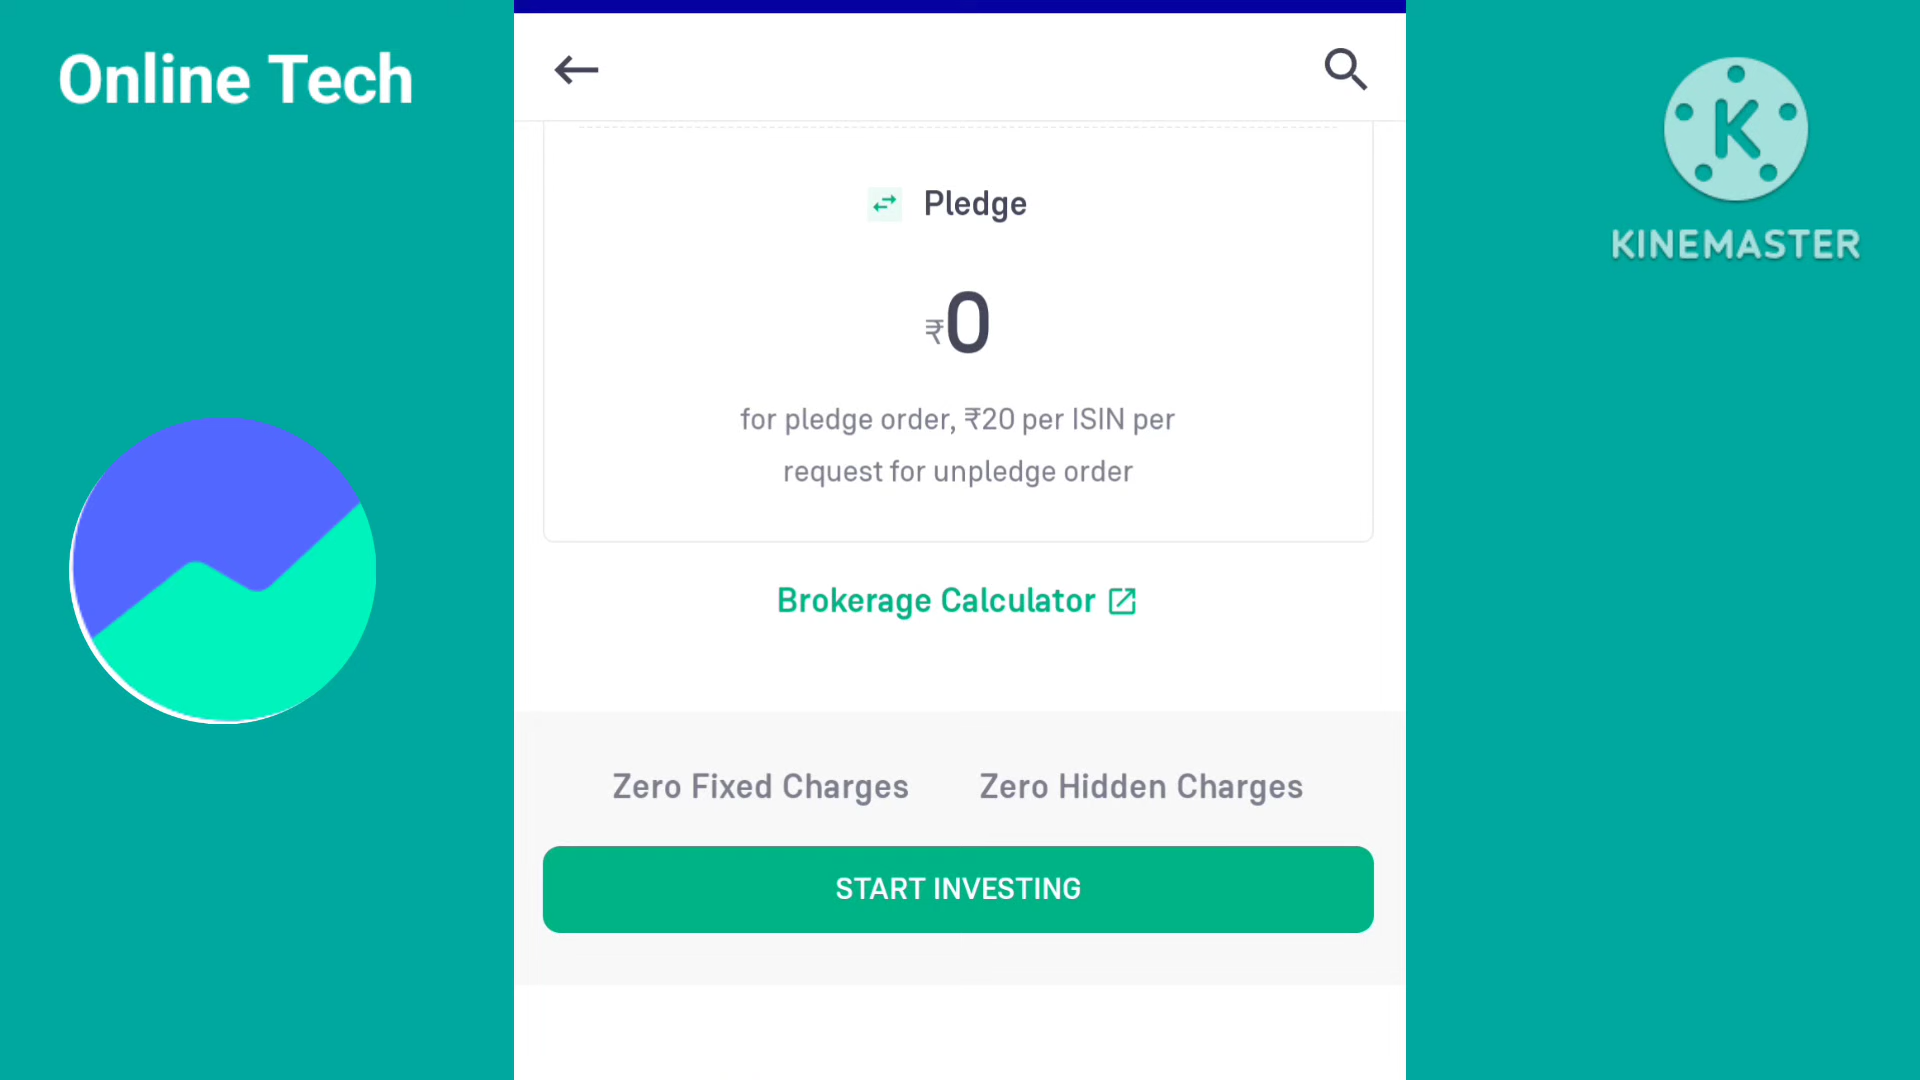 Online Tech
K
KINEMASTER
Pledge
₹0
for pledge order, ₹20 per ISIN per
request for unpledge order
Brokerage Calculator
Zero Fixed Charges
Zero Hidden Charges
START INVESTING